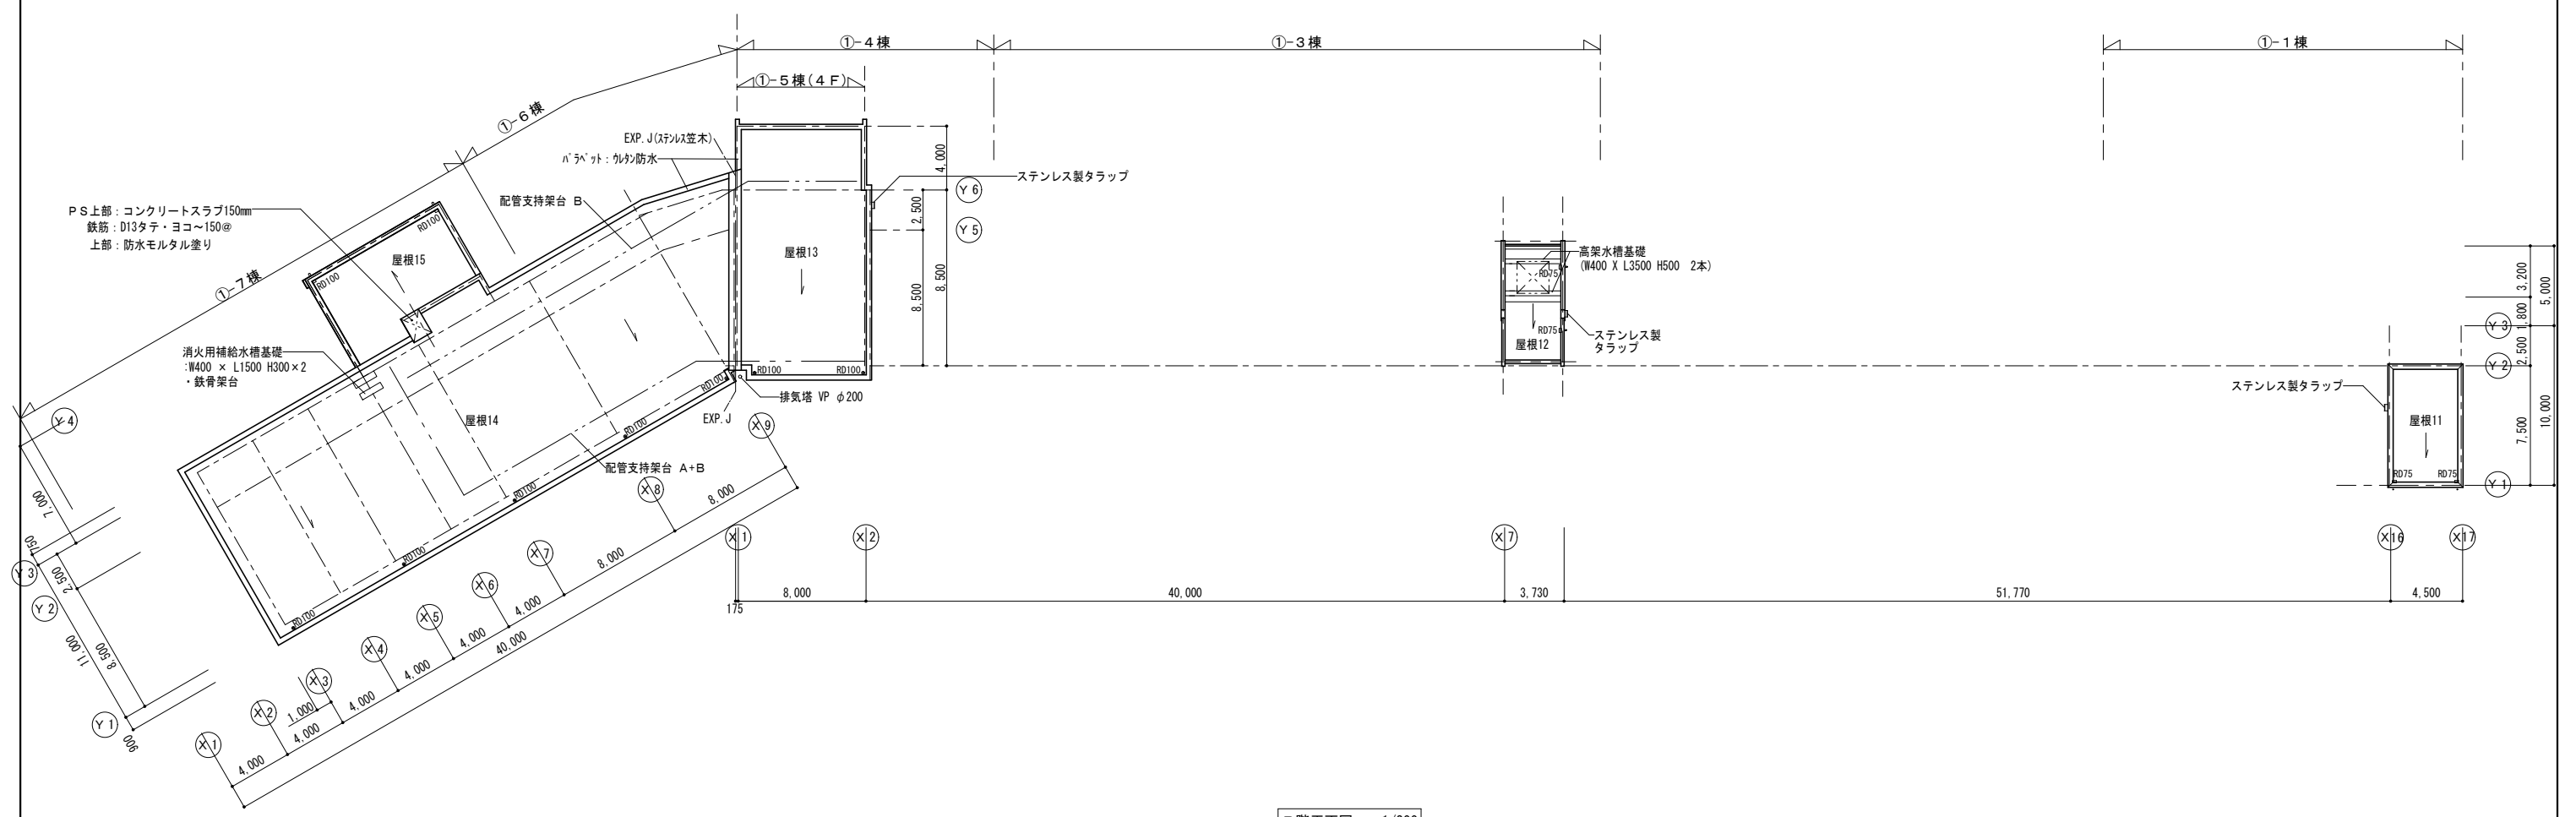 ①-4棟
①-3棟
①-1棟
①-5棟(4F)
①-6棟
①-7棟
EXP.J(ステンレス笠木)
パラペット:ウレタン防水
配管支持架台 B
ステンレス製タラップ
PS上部:コンクリートスラブ150mm
鉄筋:D13タテ・ヨコ~150@
上部:防水モルタル塗り
屋根15
RD100
RD100
屋根13
4,000
2,500
8,500
8,500
Y6
Y5
高架水槽基礎
(W400 X L3500 H500 2本)
RD75
RD75
屋根12
ステンレス製
タラップ
3,200
1,800
5,000
2,500
7,500
10,000
Y3
Y2
Y1
ステンレス製タラップ
屋根11
RD75
RD75
消火用補給水槽基礎
:W400 × L1500 H300×2
・鉄骨架台
屋根14
RD100
RD100
RD100
RD100
RD100
RD100
RD100
排気塔 VP φ200
EXP.J
配管支持架台 A+B
Y4
7,000
750
Y3
2,500
Y2
11,000
8,500
Y1
900
X1
X2
X3
X4
X5
X6
X7
X8
X9
4,000
4,000
1,000
4,000
4,000
4,000
4,000
8,000
8,000
40,000
X1
X2
X7
X16
X17
175
8,000
40,000
3,730
51,770
4,500